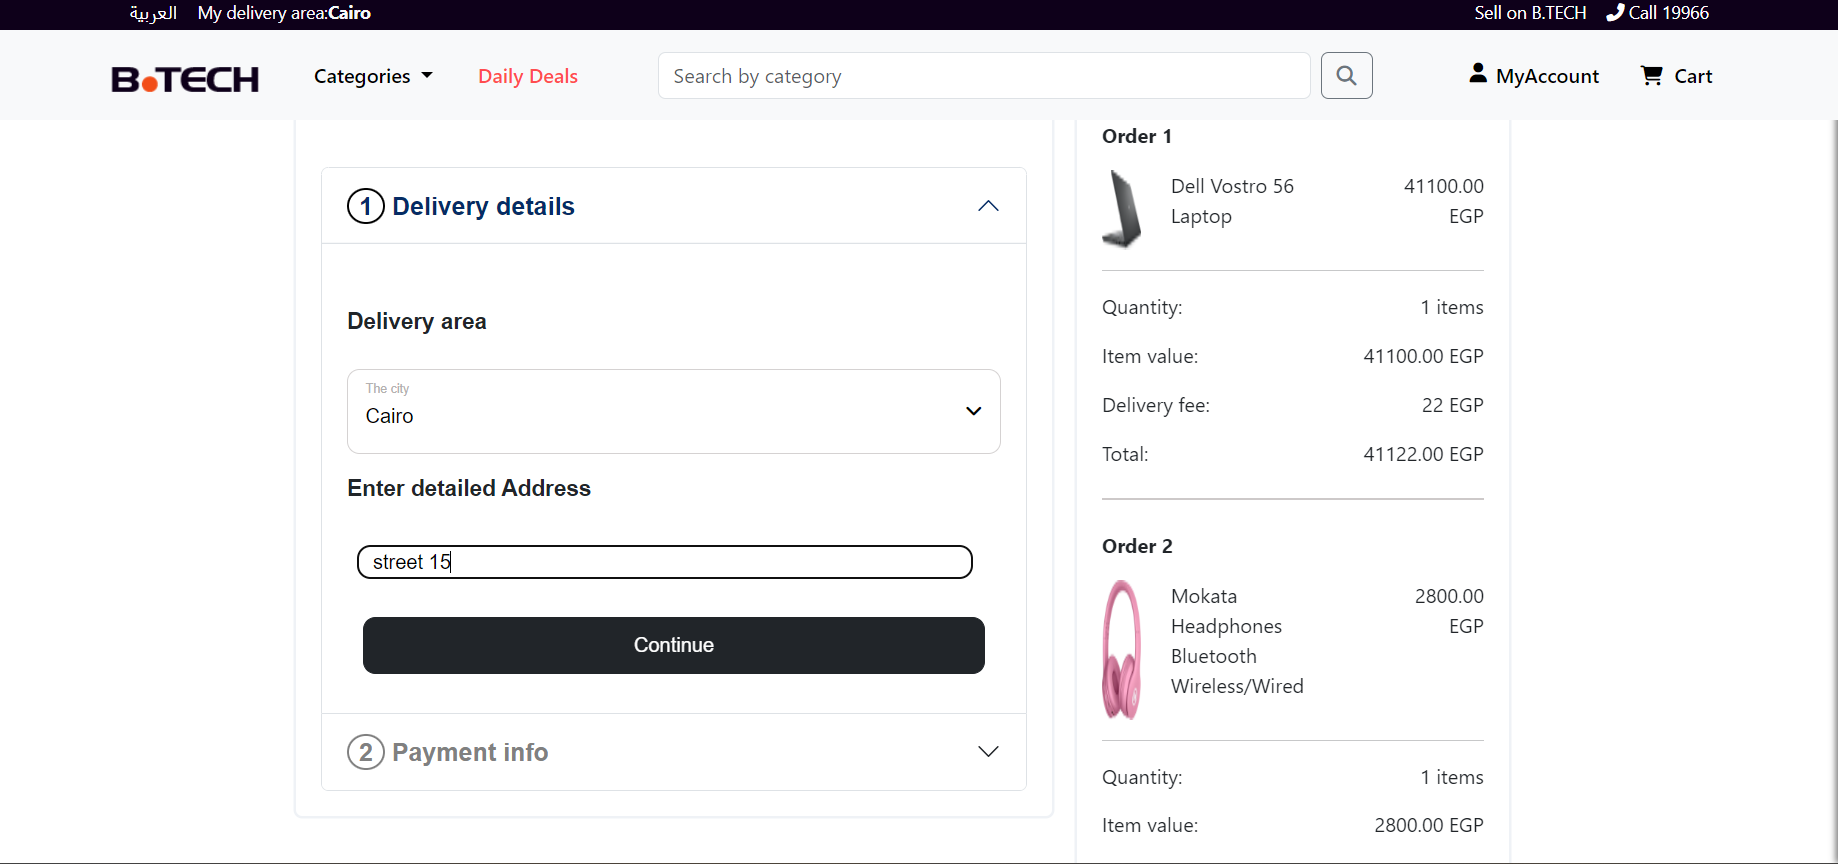 العربية My delivery area:Cairo Sell on B.TECH Call 19966
B.TECH Categories Daily Deals Search by category MyAccount Cart
1 Delivery details
Delivery area
The city
Cairo
Enter detailed Address
street 15
Continue
2 Payment info
Order 1
Dell Vostro 56 41100.00
Laptop EGP
Quantity: 1 items
Item value: 41100.00 EGP
Delivery fee: 22 EGP
Total: 41122.00 EGP
Order 2
Mokata 2800.00
Headphones EGP
Bluetooth
Wireless/Wired
Quantity: 1 items
Item value: 2800.00 EGP